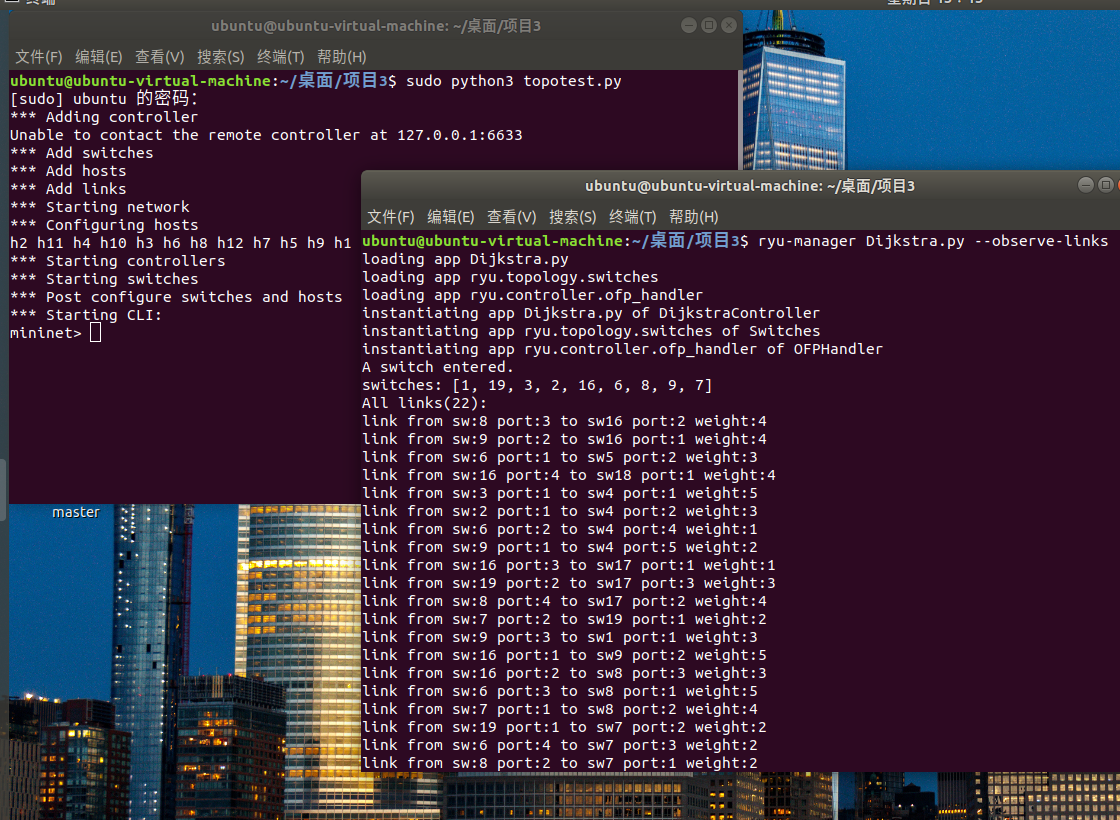 终端
ubuntu@ubuntu-virtual-machine: ~/桌面/项目3
文件(F) 编辑(E) 查看(V) 搜索(S) 终端(T) 帮助(H)
ubuntu@ubuntu-virtual-machine:~/桌面/项目3$ sudo python3 topotest.py
[sudo] ubuntu 的密码：
*** Adding controller
Unable to contact the remote controller at 127.0.0.1:6633
*** Add switches
*** Add hosts
*** Add links
*** Starting network
*** Configuring hosts
h2 h11 h4 h10 h3 h6 h8 h12 h7 h5 h9 h1
*** Starting controllers
*** Starting switches
*** Post configure switches and hosts
*** Starting CLI:
mininet>
master
ubuntu@ubuntu-virtual-machine: ~/桌面/项目3
文件(F) 编辑(E) 查看(V) 搜索(S) 终端(T) 帮助(H)
ubuntu@ubuntu-virtual-machine:~/桌面/项目3$ ryu-manager Dijkstra.py --observe-links
loading app Dijkstra.py
loading app ryu.topology.switches
loading app ryu.controller.ofp_handler
instantiating app Dijkstra.py of DijkstraController
instantiating app ryu.topology.switches of Switches
instantiating app ryu.controller.ofp_handler of OFPHandler
A switch entered.
switches: [1, 19, 3, 2, 16, 6, 8, 9, 7]
All links(22):
link from sw:8 port:3 to sw16 port:2 weight:4
link from sw:9 port:2 to sw16 port:1 weight:4
link from sw:6 port:1 to sw5 port:2 weight:3
link from sw:16 port:4 to sw18 port:1 weight:4
link from sw:3 port:1 to sw4 port:1 weight:5
link from sw:2 port:1 to sw4 port:2 weight:3
link from sw:6 port:2 to sw4 port:4 weight:1
link from sw:9 port:1 to sw4 port:5 weight:2
link from sw:16 port:3 to sw17 port:1 weight:1
link from sw:19 port:2 to sw17 port:3 weight:3
link from sw:8 port:4 to sw17 port:2 weight:4
link from sw:7 port:2 to sw19 port:1 weight:2
link from sw:9 port:3 to sw1 port:1 weight:3
link from sw:16 port:1 to sw9 port:2 weight:5
link from sw:16 port:2 to sw8 port:3 weight:3
link from sw:6 port:3 to sw8 port:1 weight:5
link from sw:7 port:1 to sw8 port:2 weight:4
link from sw:19 port:1 to sw7 port:2 weight:2
link from sw:6 port:4 to sw7 port:3 weight:2
link from sw:8 port:2 to sw7 port:1 weight:2